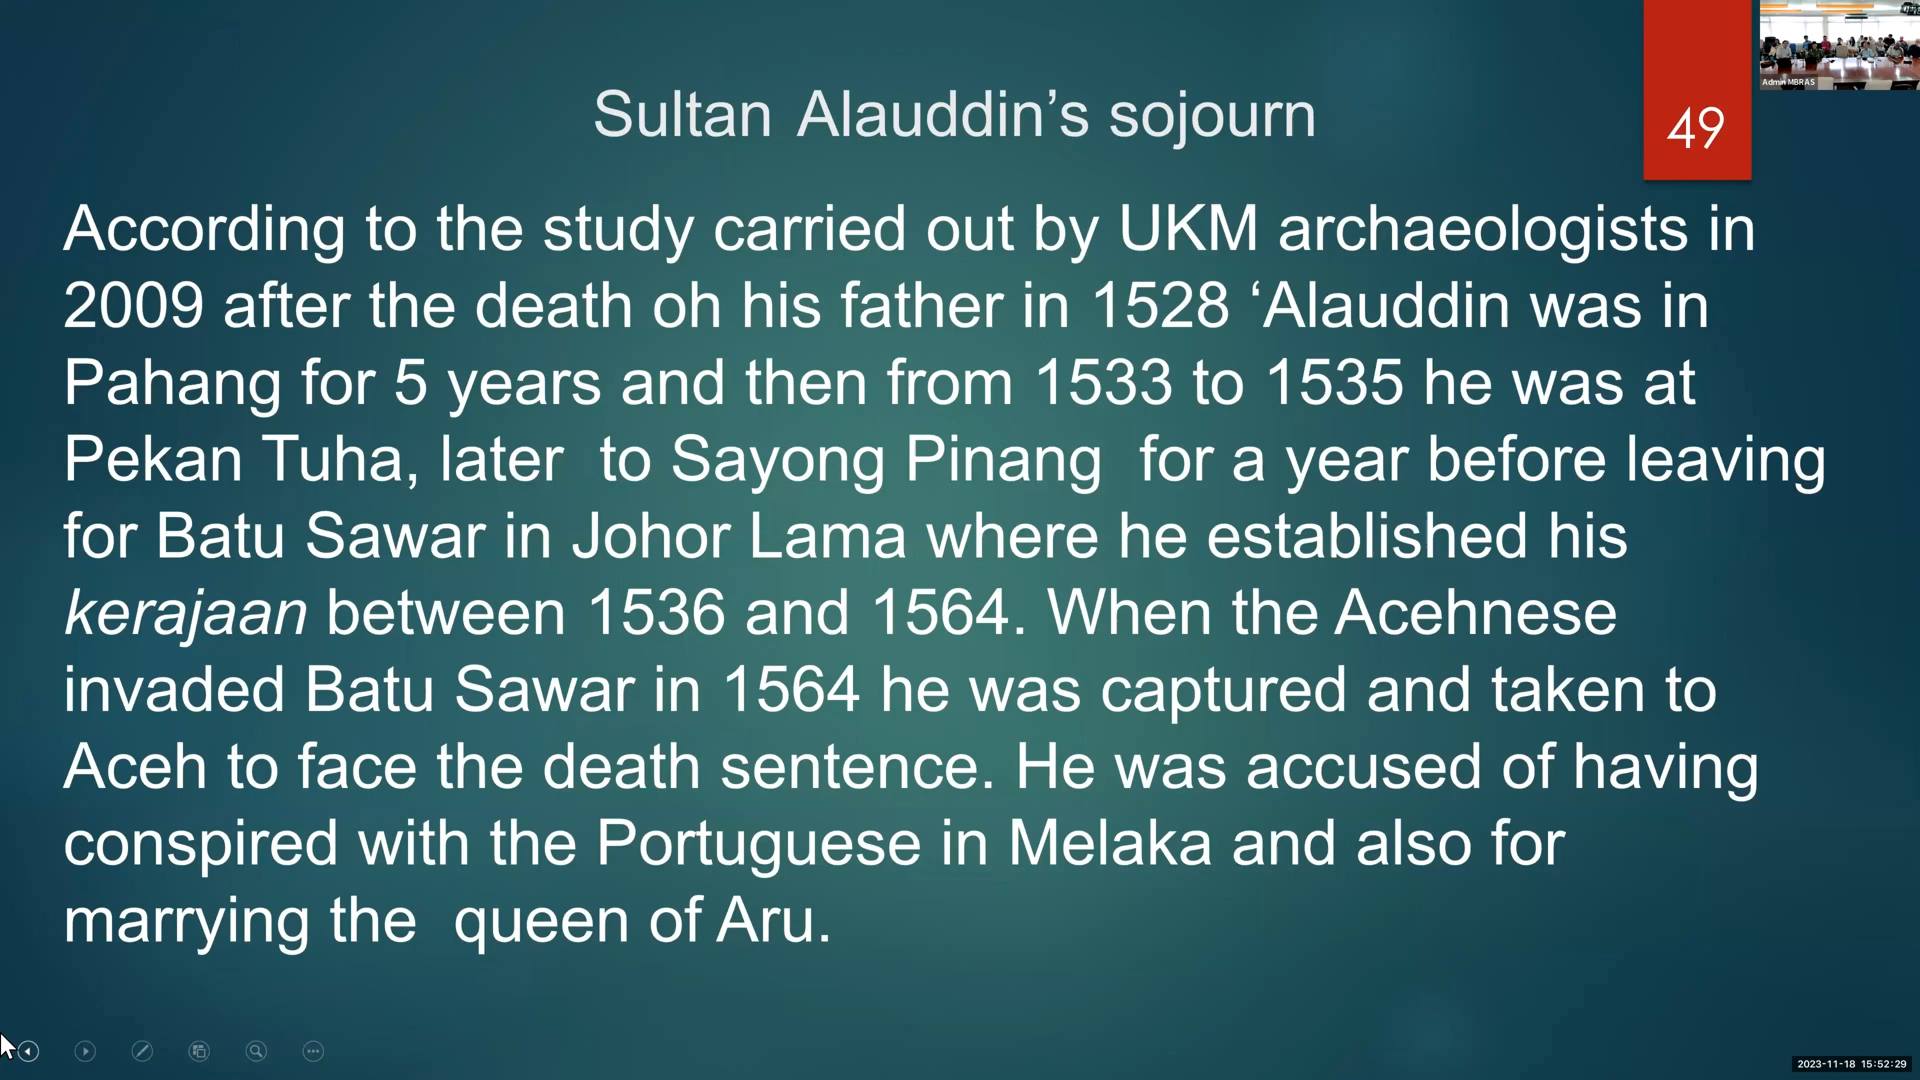 Sultan Alauddin’s sojourn
49
Admin MBRAS
According to the study carried out by UKM archaeologists in
2009 after the death oh his father in 1528 ‘Alauddin was in
Pahang for 5 years and then from 1533 to 1535 he was at
Pekan Tuha, later to Sayong Pinang for a year before leaving
for Batu Sawar in Johor Lama where he established his
kerajaan between 1536 and 1564. When the Acehnese
invaded Batu Sawar in 1564 he was captured and taken to
Aceh to face the death sentence. He was accused of having
conspired with the Portuguese in Melaka and also for
marrying the queen of Aru.
2023-11-18 15:52:29